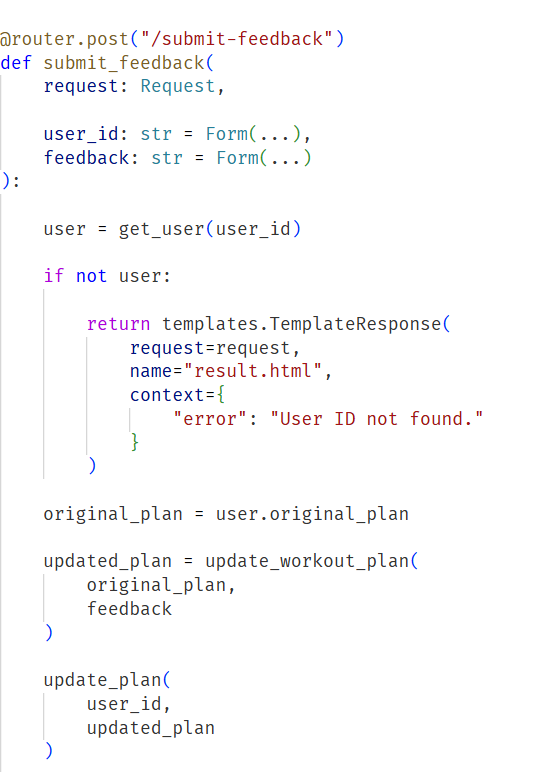 @router.post("/submit-feedback")
def submit_feedback(
    request: Request,

    user_id: str = Form(...),
    feedback: str = Form(...)
):

    user = get_user(user_id)

    if not user:

        return templates.TemplateResponse(
            request=request,
            name="result.html",
            context={
                "error": "User ID not found."
            }
        )

    original_plan = user.original_plan

    updated_plan = update_workout_plan(
        original_plan,
        feedback
    )

    update_plan(
        user_id,
        updated_plan
    )